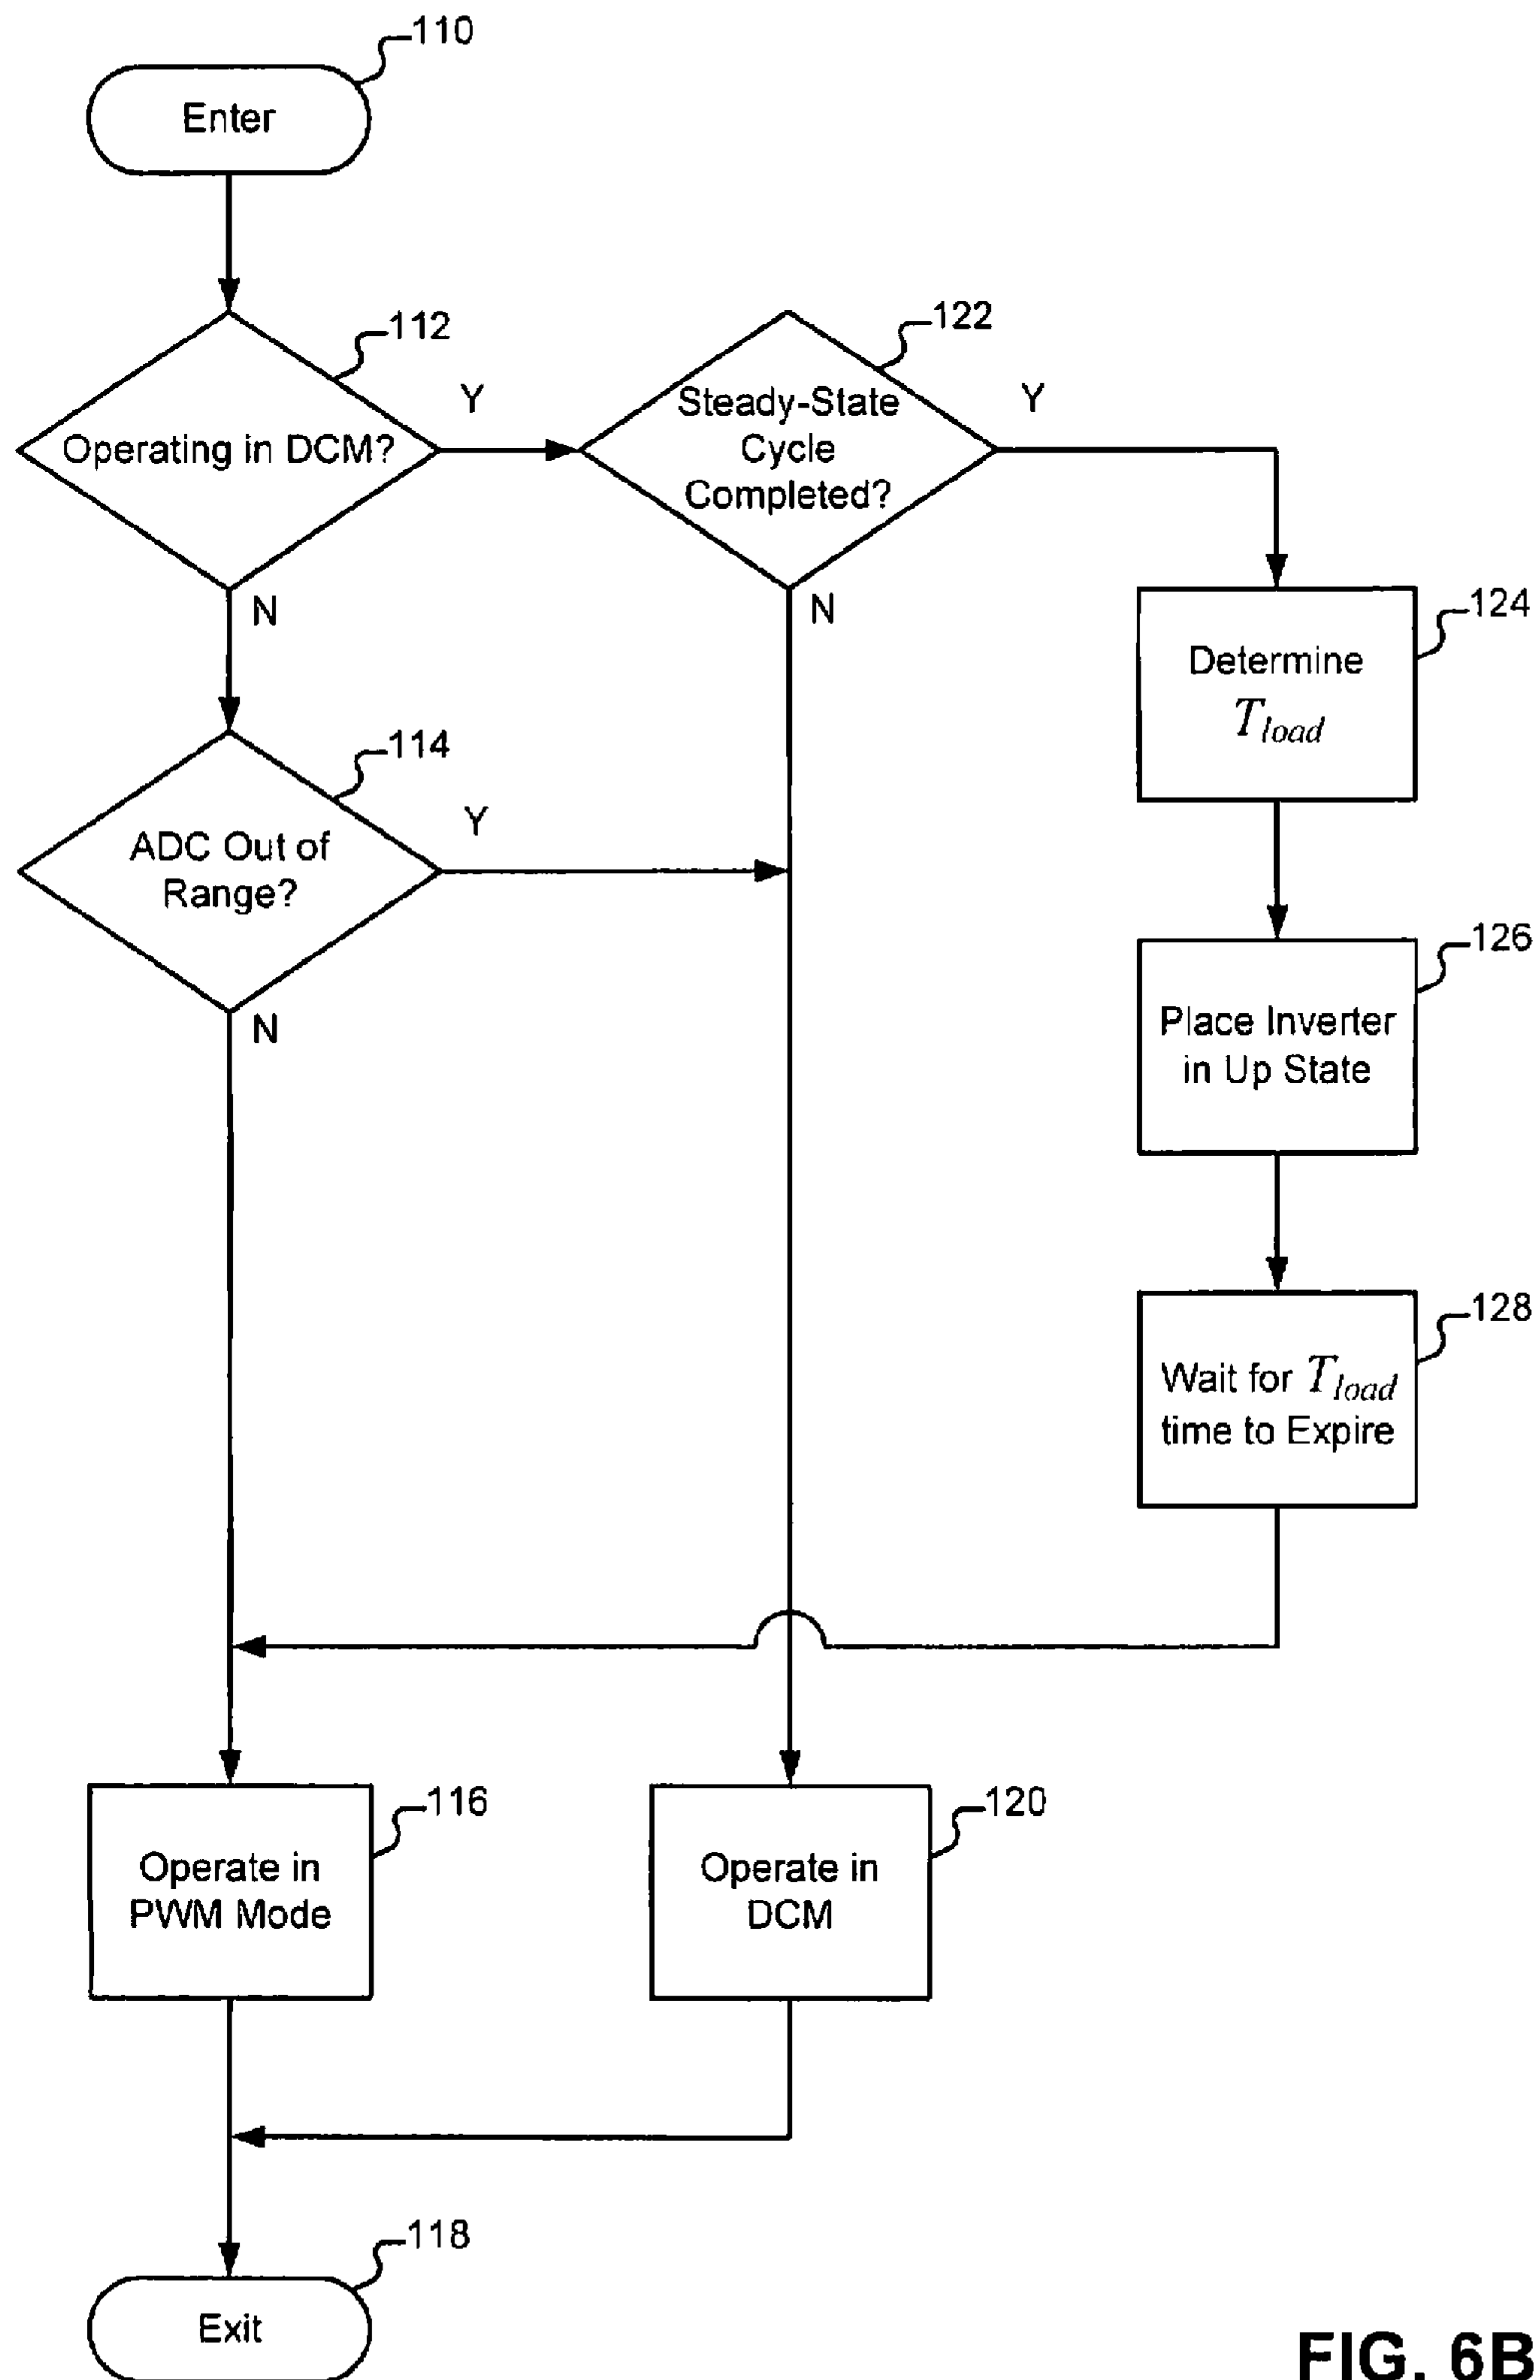 110
Enter
112
Operating in DCM?
Y
N
122
Steady-State
Cycle
Completed?
Y
N
124
Determine
T_load
114
ADC Out of
Range?
Y
N
126
Place Inverter
in Up State
128
Wait for T_load
time to Expire
116
Operate in
PWM Mode
120
Operate in
DCM
118
Exit
FIG. 6B